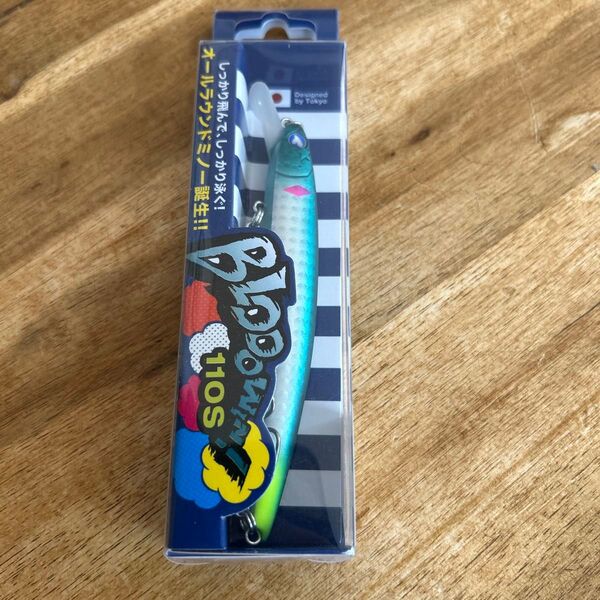 しっかり飛んで、しっかり泳ぐ!
オールラウンドミノー誕生!!
Designed
by Tokyo
BLOOOWIN!
110S